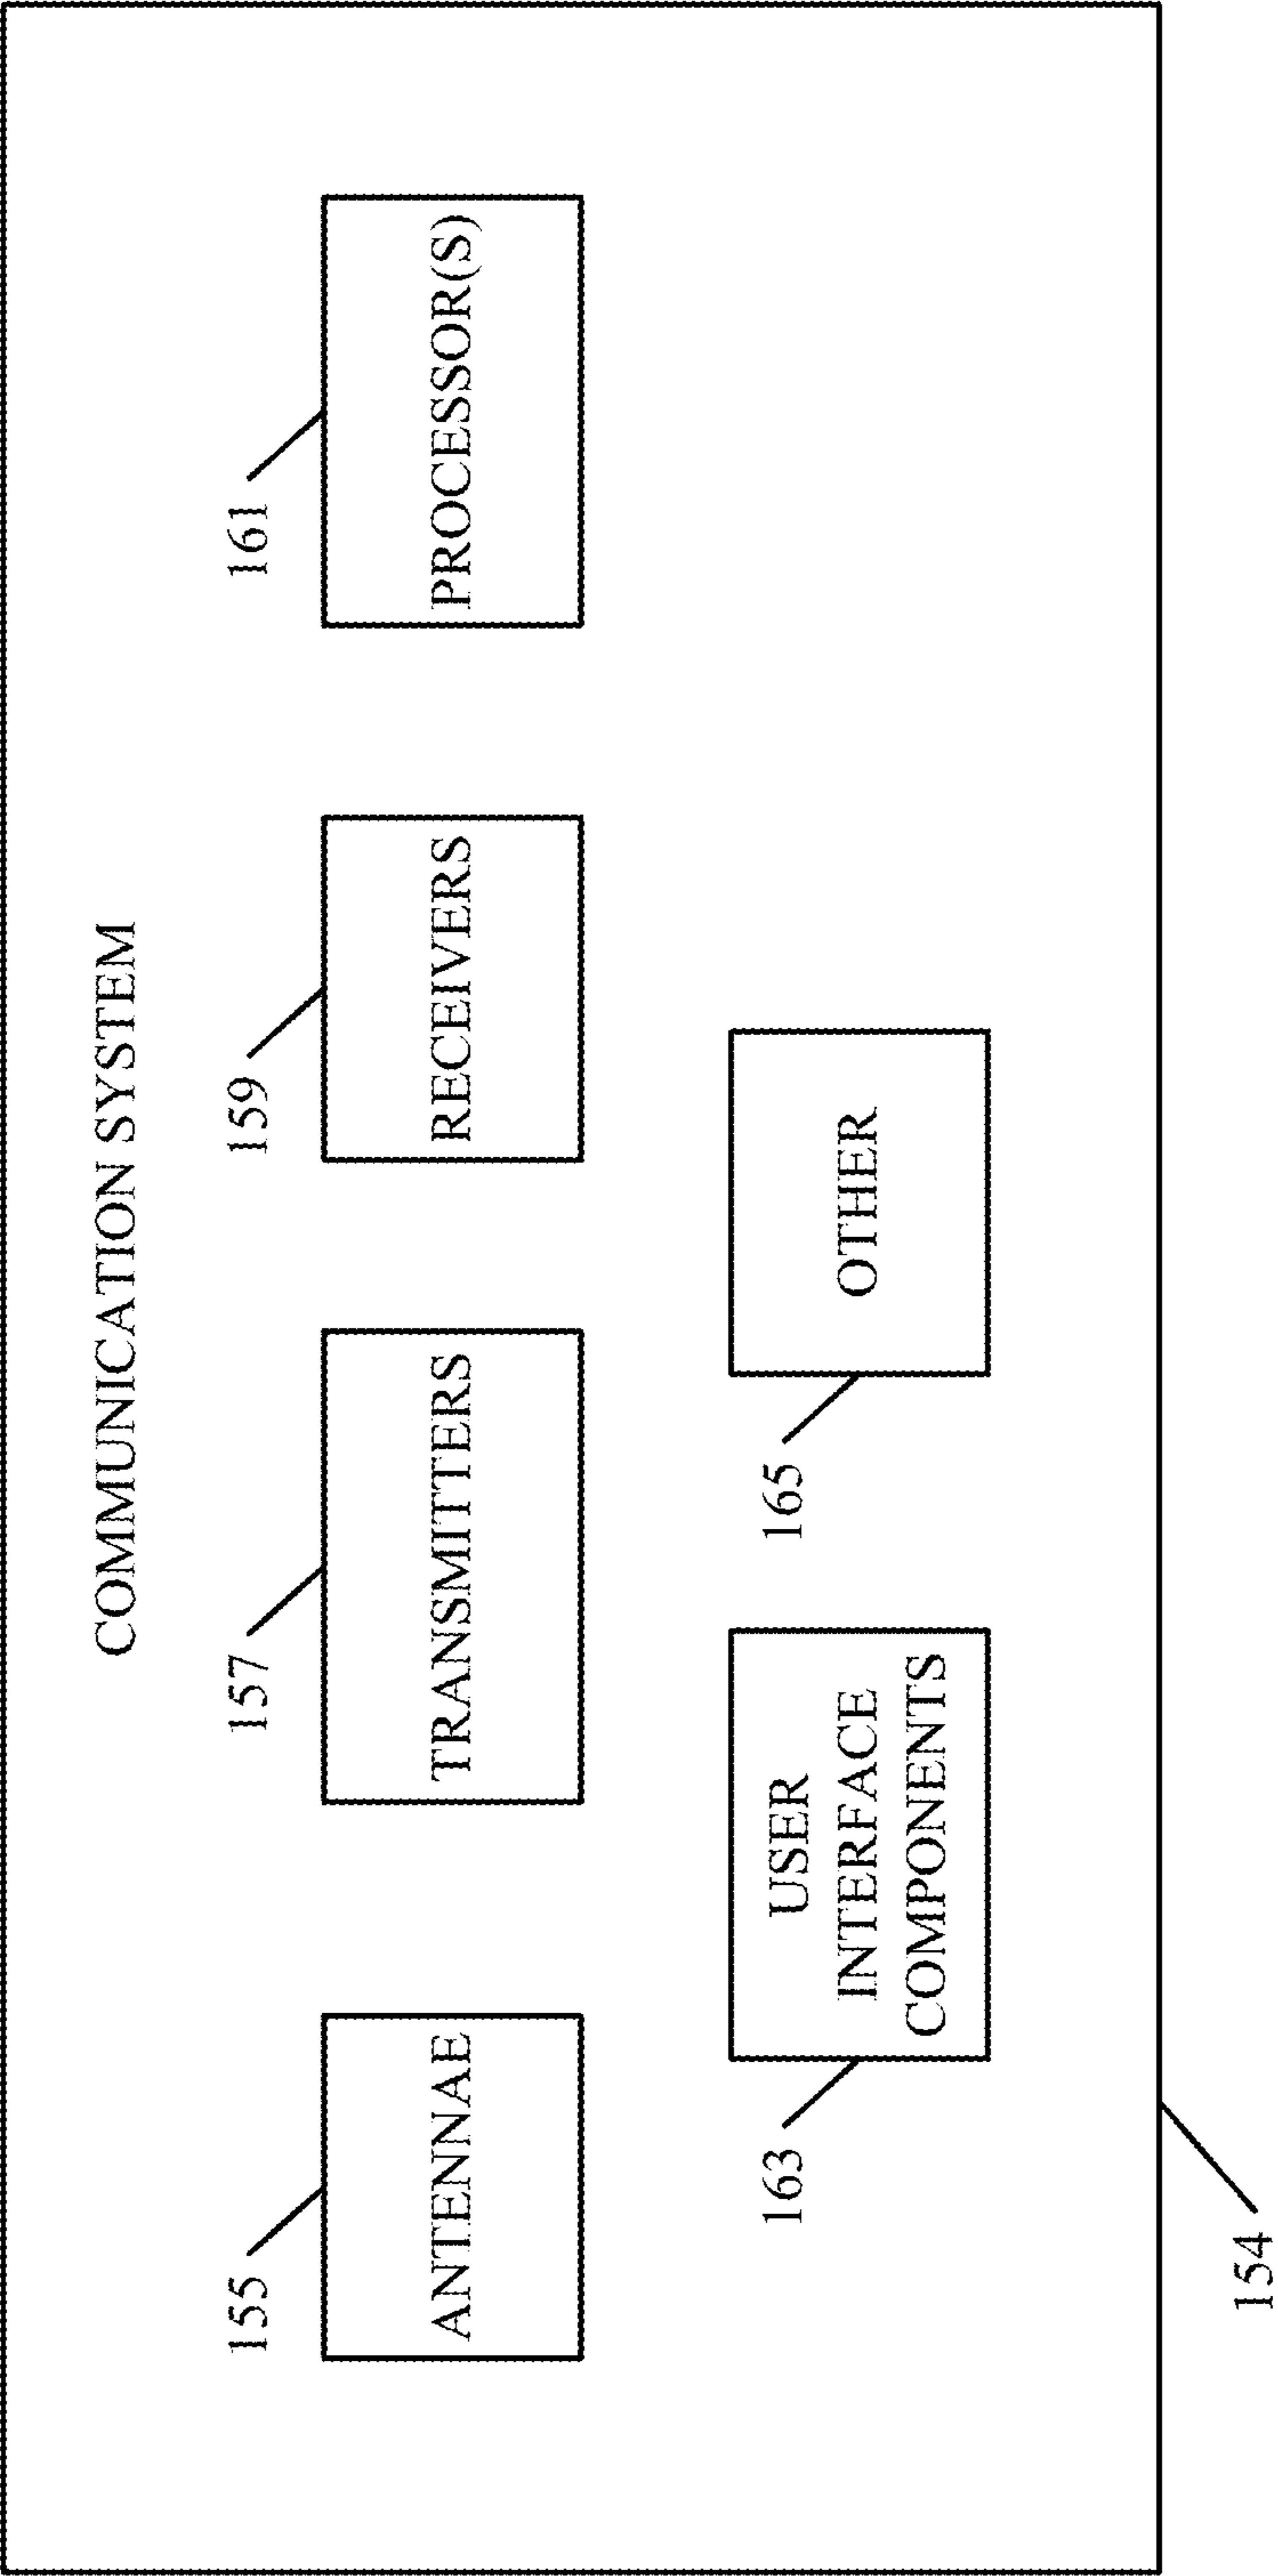 COMMUNICATION SYSTEM
155
157
159
161
ANTENNAE
TRANSMITTERS
RECEIVERS
PROCESSOR(S)
163
165
USER
INTERFACE
COMPONENTS
OTHER
154